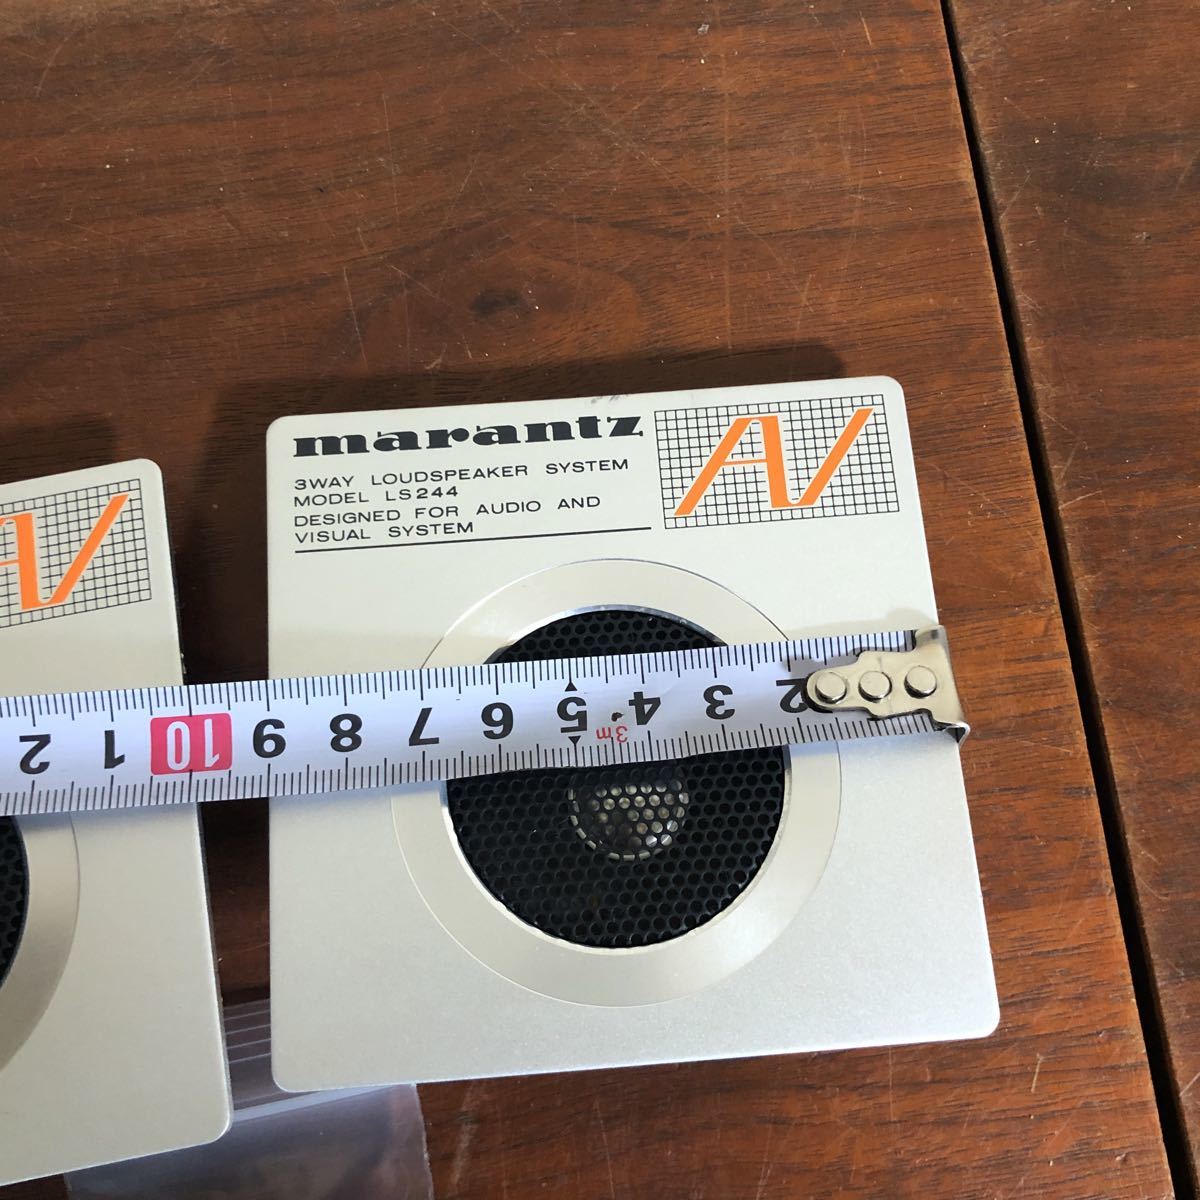 marantz
3WAY LOUDSPEAKER SYSTEM
MODEL LS244
DESIGNED FOR AUDIO AND
VISUAL SYSTEM
AV
AV
2 1 10 9 8 7 6 5 3m 4 3 2